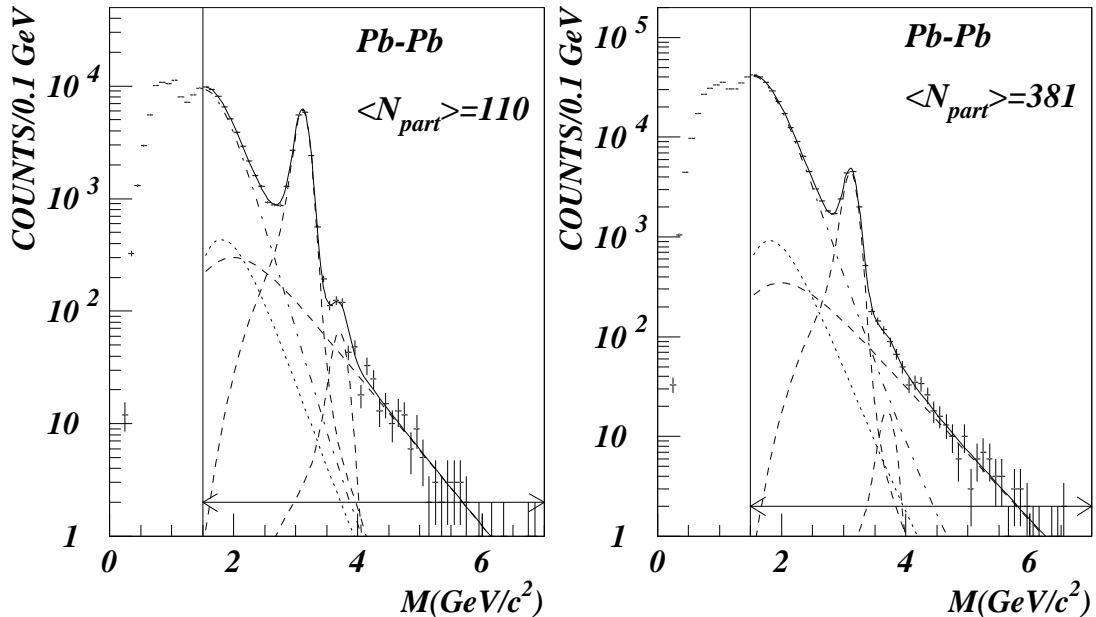 COUNTS/0.1 GeV
Pb-Pb
<N_part>=110
10^4
10^3
10^2
10
1
0 2 4 6
M(GeV/c^2)
COUNTS/0.1 GeV
Pb-Pb
<N_part>=381
10^5
10^4
10^3
10^2
10
1
0 2 4 6
M(GeV/c^2)